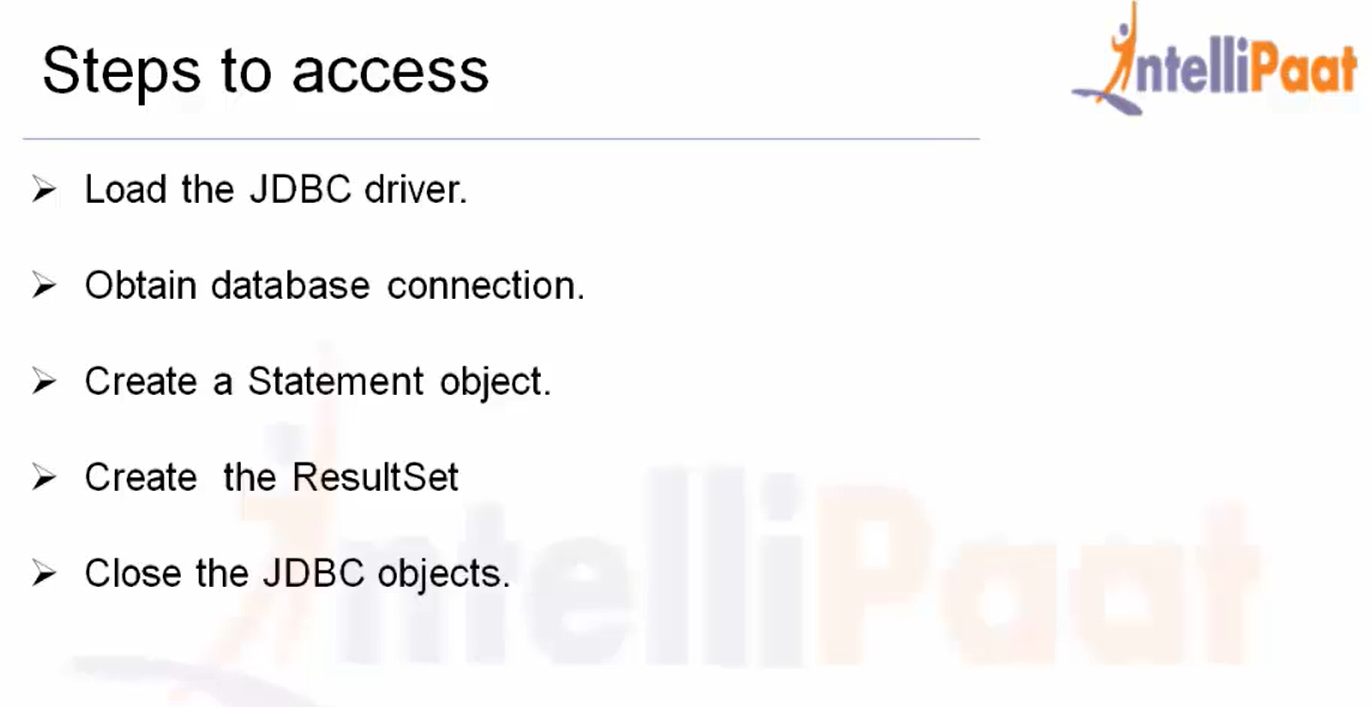 Steps to access
IntelliPaat
Load the JDBC driver.
Obtain database connection.
Create a Statement object.
Create the ResultSet
Close the JDBC objects.
IntelliPaat